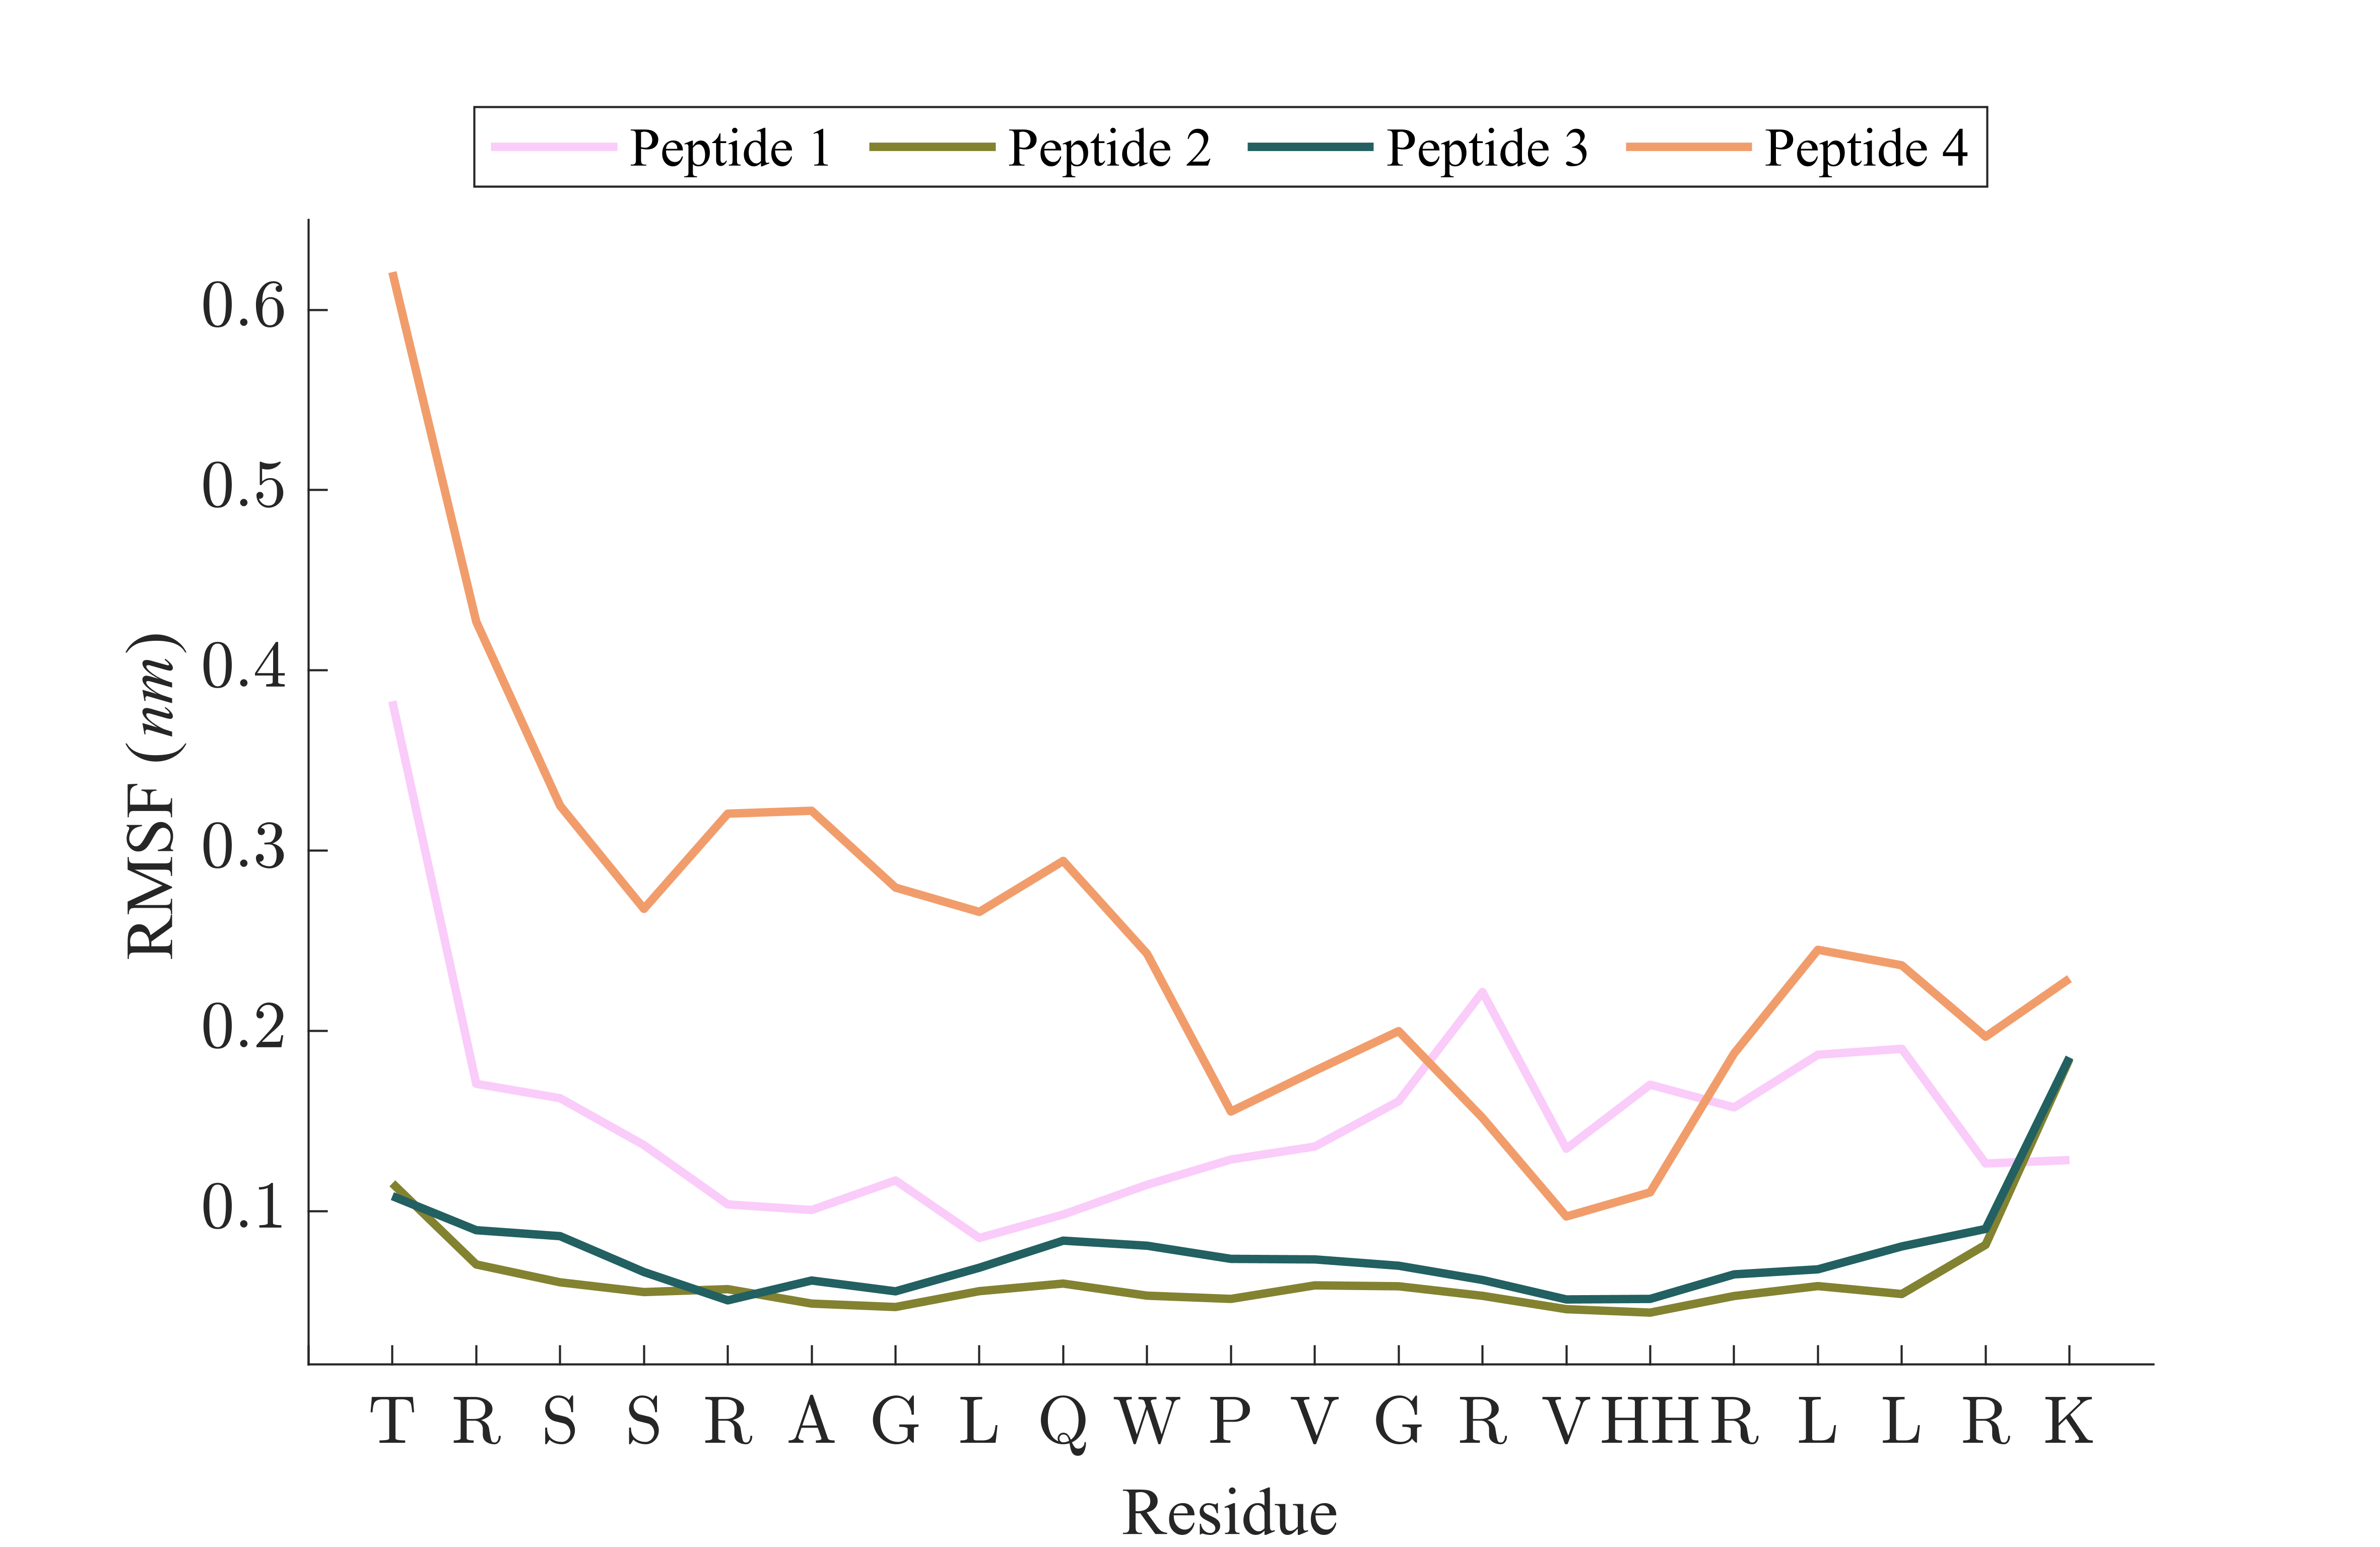 Peptide 1 Peptide 2 Peptide 3 Peptide 4
0.6
0.5
0.4
0.3
0.2
0.1
RMSF (nm)
T R S S R A G L Q W P V G R V HH R L L R K
Residue